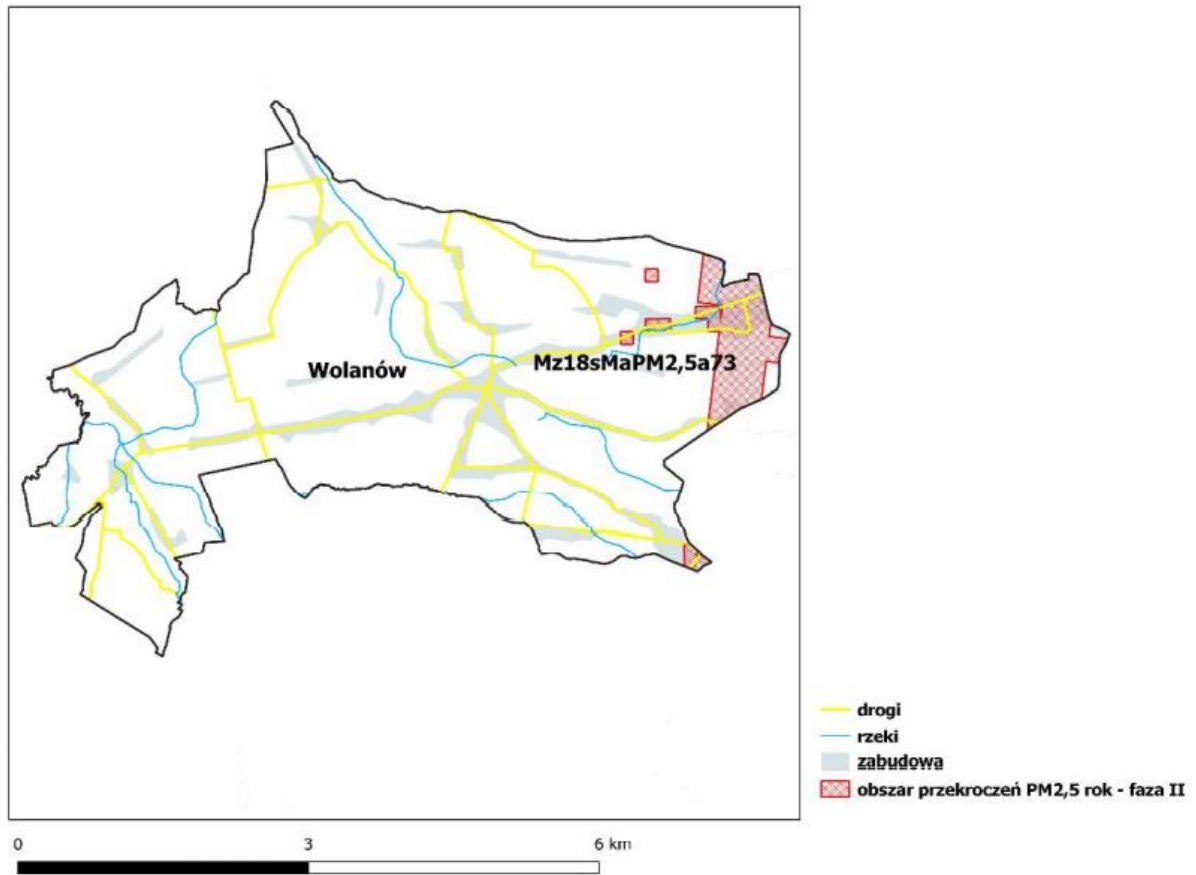 Wolanów
Mz18sMaPM2,5a73
drogi
rzeki
zabudowa
obszar przekroczeń PM2,5 rok - faza II
0 3 6 km